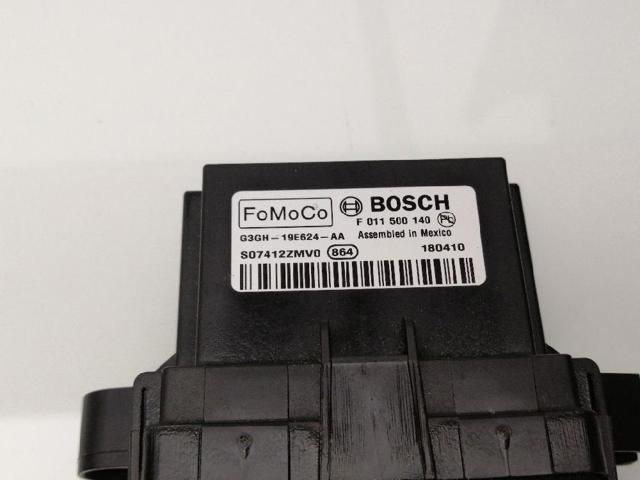 FoMoCo BOSCH
F 011 500 140
G3GH-19E624-AA Assembled in Mexico
S07412ZMV0 864 180410